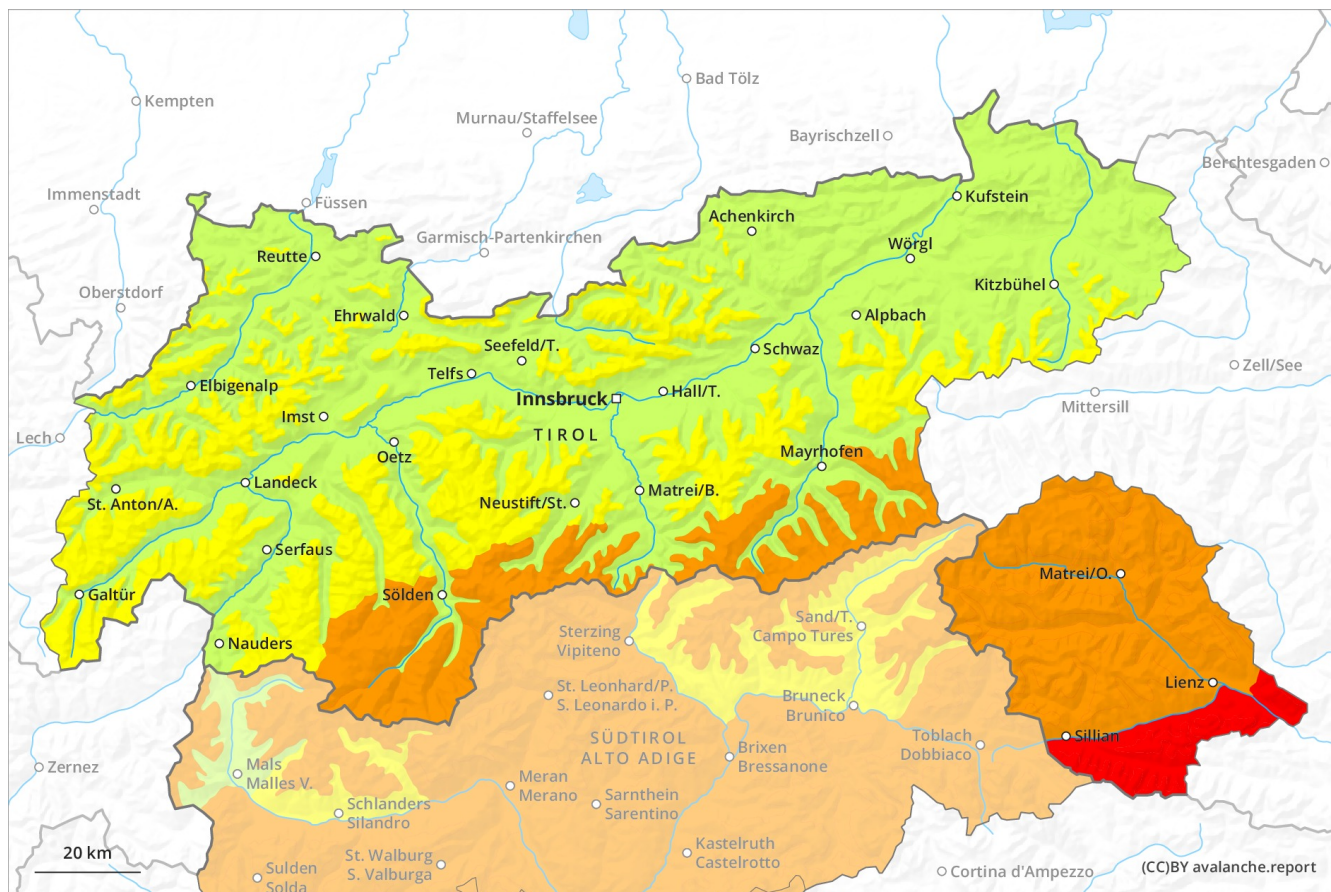 Bad Tölz
Kempten
Murnau/Staffelsee
Bayrischzell
Berchtesgaden
Immenstadt
Füssen
Kufstein
Achenkirch
Garmisch-Partenkirchen
Wörgl
Reutte
Kitzbühel
Oberstdorf
Ehrwald
Alpbach
Seefeld/T.
Schwaz
Zell/See
Telfs
Elbigenalp
Innsbruck
Hall/T.
Mittersill
Imst
TIROL
Lech
Oetz
Mayrhofen
Landeck
Matrei/B.
St. Anton/A.
Neustift/St.
Serfaus
Matrei/O.
Galtür
Sölden
Sand/T.
Campo Tures
Sterzing
Vipiteno
Nauders
Lienz
St. Leonhard/P.
S. Leonardo i. P.
Bruneck
Brunico
Sillian
SÜDTIROL
ALTO ADIGE
Toblach
Dobbiaco
Brixen
Bressanone
Zernez
Mals
Malles V.
Meran
Merano
Sarnthein
Sarentino
Schlanders
Silandro
20 km
St. Walburg
S. Valburga
Kastelruth
Castelrotto
Sulden
Solda
Cortina d'Ampezzo
(CC)BY avalanche.report